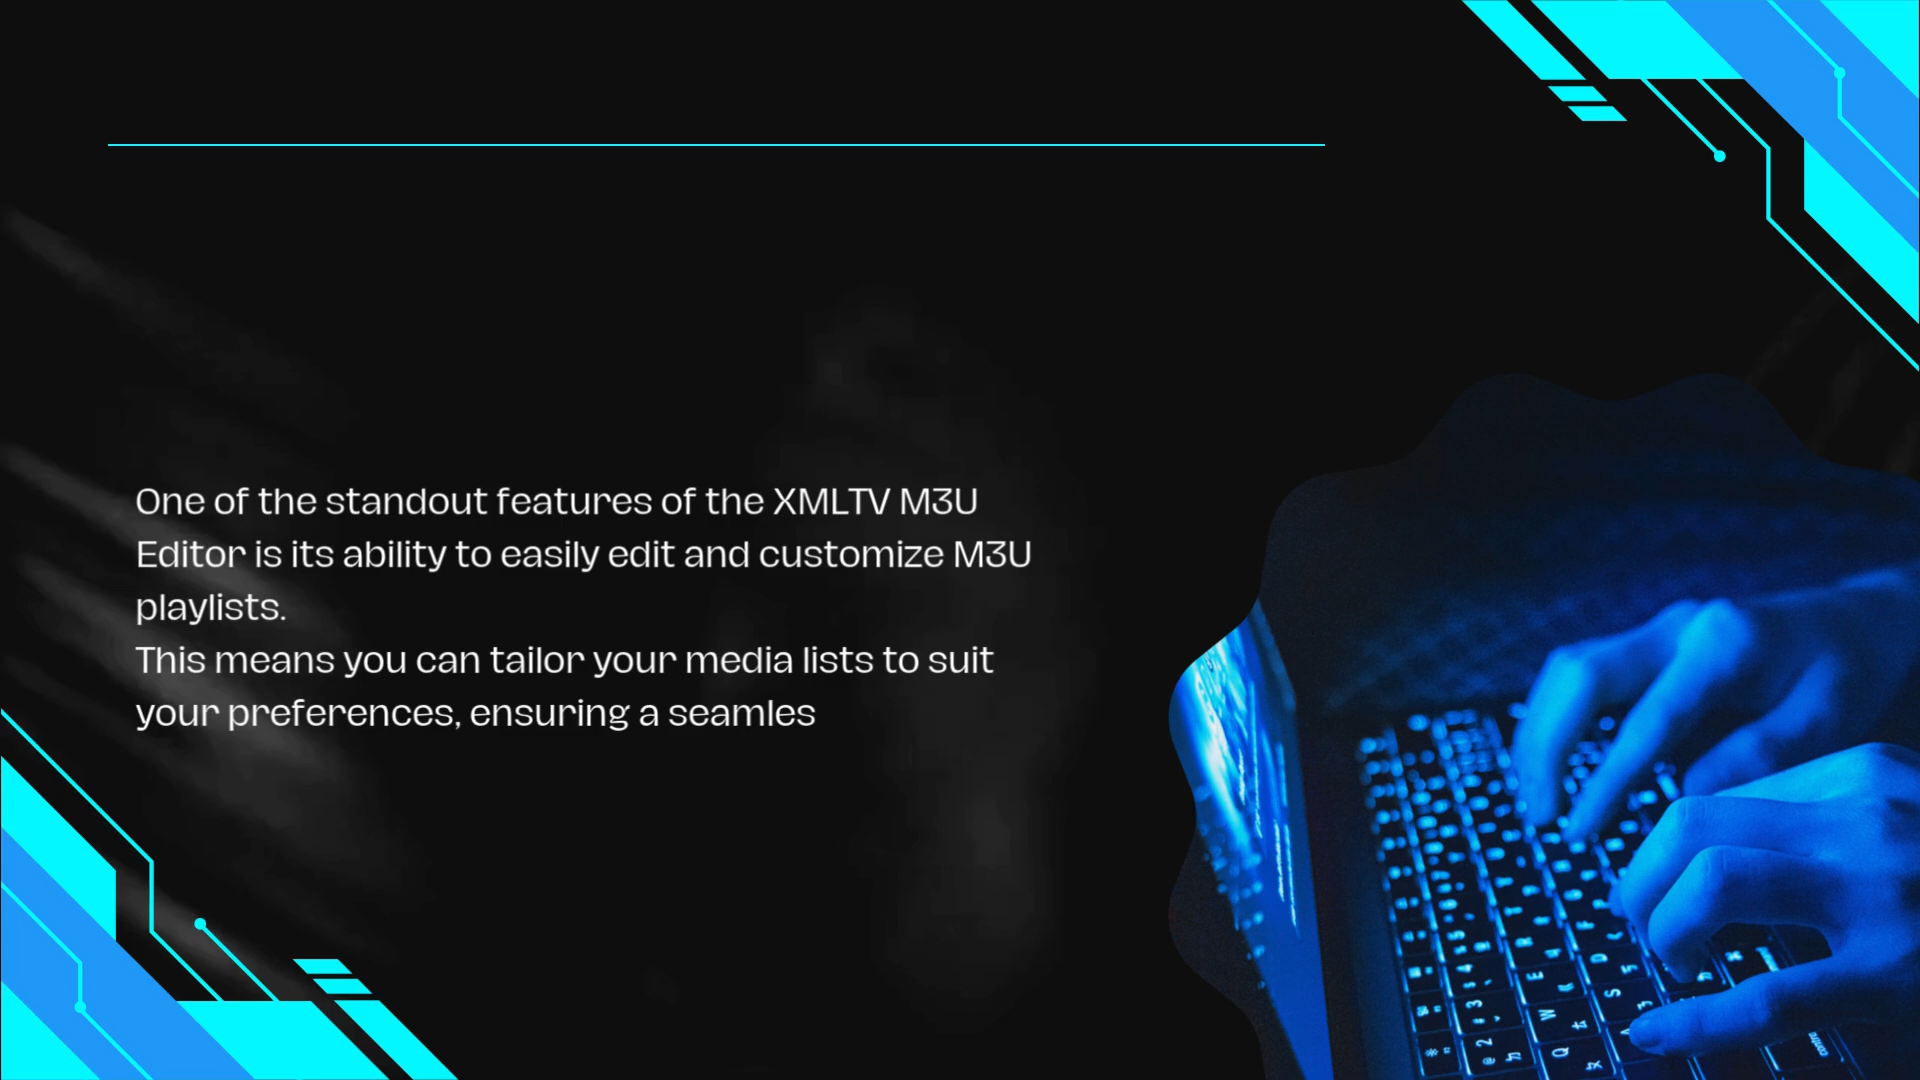 One of the standout features of the XMLTV M3U
Editor is its ability to easily edit and customize M3U
playlists.
This means you can tailor your media lists to suit
your preferences, ensuring a seamles